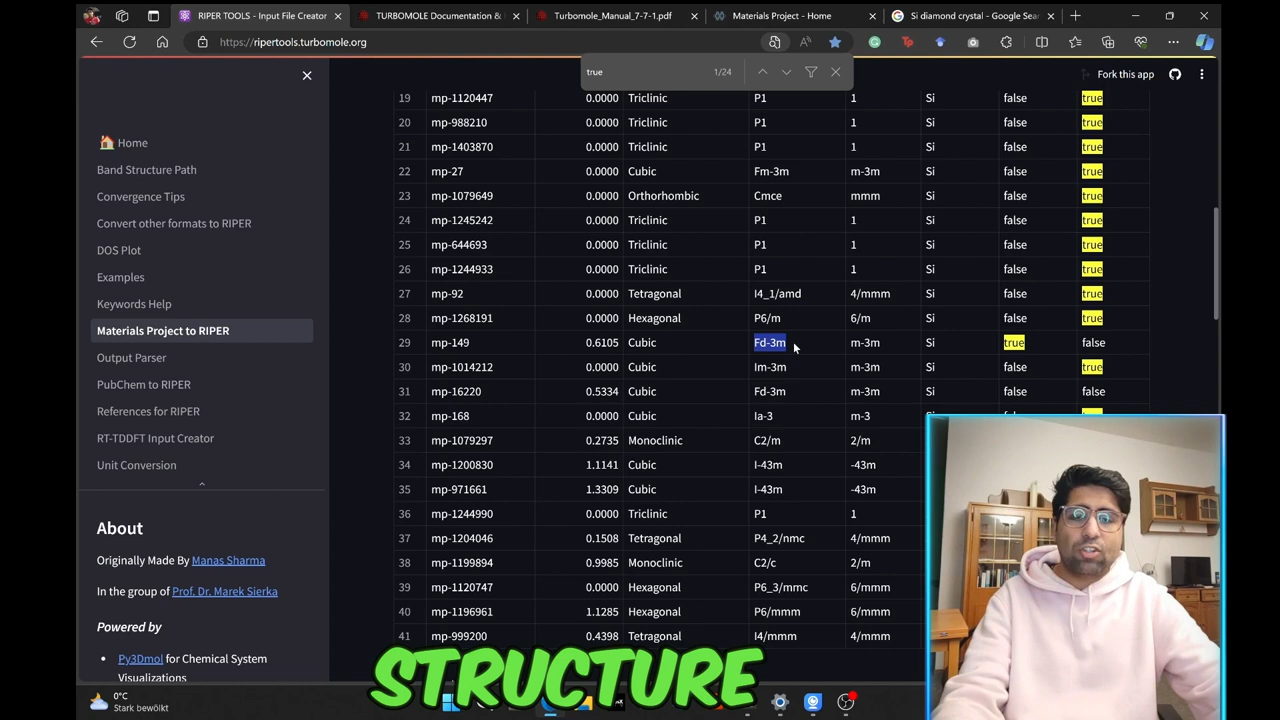 RIPER TOOLS - Input File Creator
TURBOMOLE Documentation &
Turbomole_Manual_7-7-1.pdf
Materials Project - Home
Si diamond crystal - Google Sea
https://ripertools.turbomole.org
true
1/24
Fork this app
Home
Band Structure Path
Convergence Tips
Convert other formats to RIPER
DOS Plot
Examples
Keywords Help
Materials Project to RIPER
Output Parser
PubChem to RIPER
References for RIPER
RT-TDDFT Input Creator
Unit Conversion
About
Originally Made By Manas Sharma
In the group of Prof. Dr. Marek Sierka
Powered by
• Py3Dmol for Chemical System
Visualizations
19 mp-1120447 0.0000 Triclinic P1 1 Si false true
20 mp-988210 0.0000 Triclinic P1 1 Si false true
21 mp-1403870 0.0000 Triclinic P1 1 Si false true
22 mp-27 0.0000 Cubic Fm-3m m-3m Si false true
23 mp-1079649 0.0000 Orthorhombic Cmce mmm Si false true
24 mp-1245242 0.0000 Triclinic P1 1 Si false true
25 mp-644693 0.0000 Triclinic P1 1 Si false true
26 mp-1244933 0.0000 Triclinic P1 1 Si false true
27 mp-92 0.0000 Tetragonal I4_1/amd 4/mmm Si false true
28 mp-1268191 0.0000 Hexagonal P6/m 6/m Si false true
29 mp-149 0.6105 Cubic Fd-3m m-3m Si true false
30 mp-1014212 0.0000 Cubic Im-3m m-3m Si false true
31 mp-16220 0.5334 Cubic Fd-3m m-3m Si false false
32 mp-168 0.0000 Cubic Ia-3 m-3
33 mp-1079297 0.2735 Monoclinic C2/m 2/m
34 mp-1200830 1.1141 Cubic I-43m -43m
35 mp-971661 1.3309 Cubic I-43m -43m
36 mp-1244990 0.0000 Triclinic P1 1
37 mp-1204046 0.1508 Tetragonal P4_2/nmc 4/mmm
38 mp-1199894 0.9985 Monoclinic C2/c 2/m
39 mp-1120747 0.0000 Hexagonal P6_3/mmc 6/mmm
40 mp-1196961 1.1285 Hexagonal P6/mmm 6/mmm
41 mp-999200 0.4398 Tetragonal I4/mmm 4/mmm
STRUCTURE
0°C
Stark bewölkt